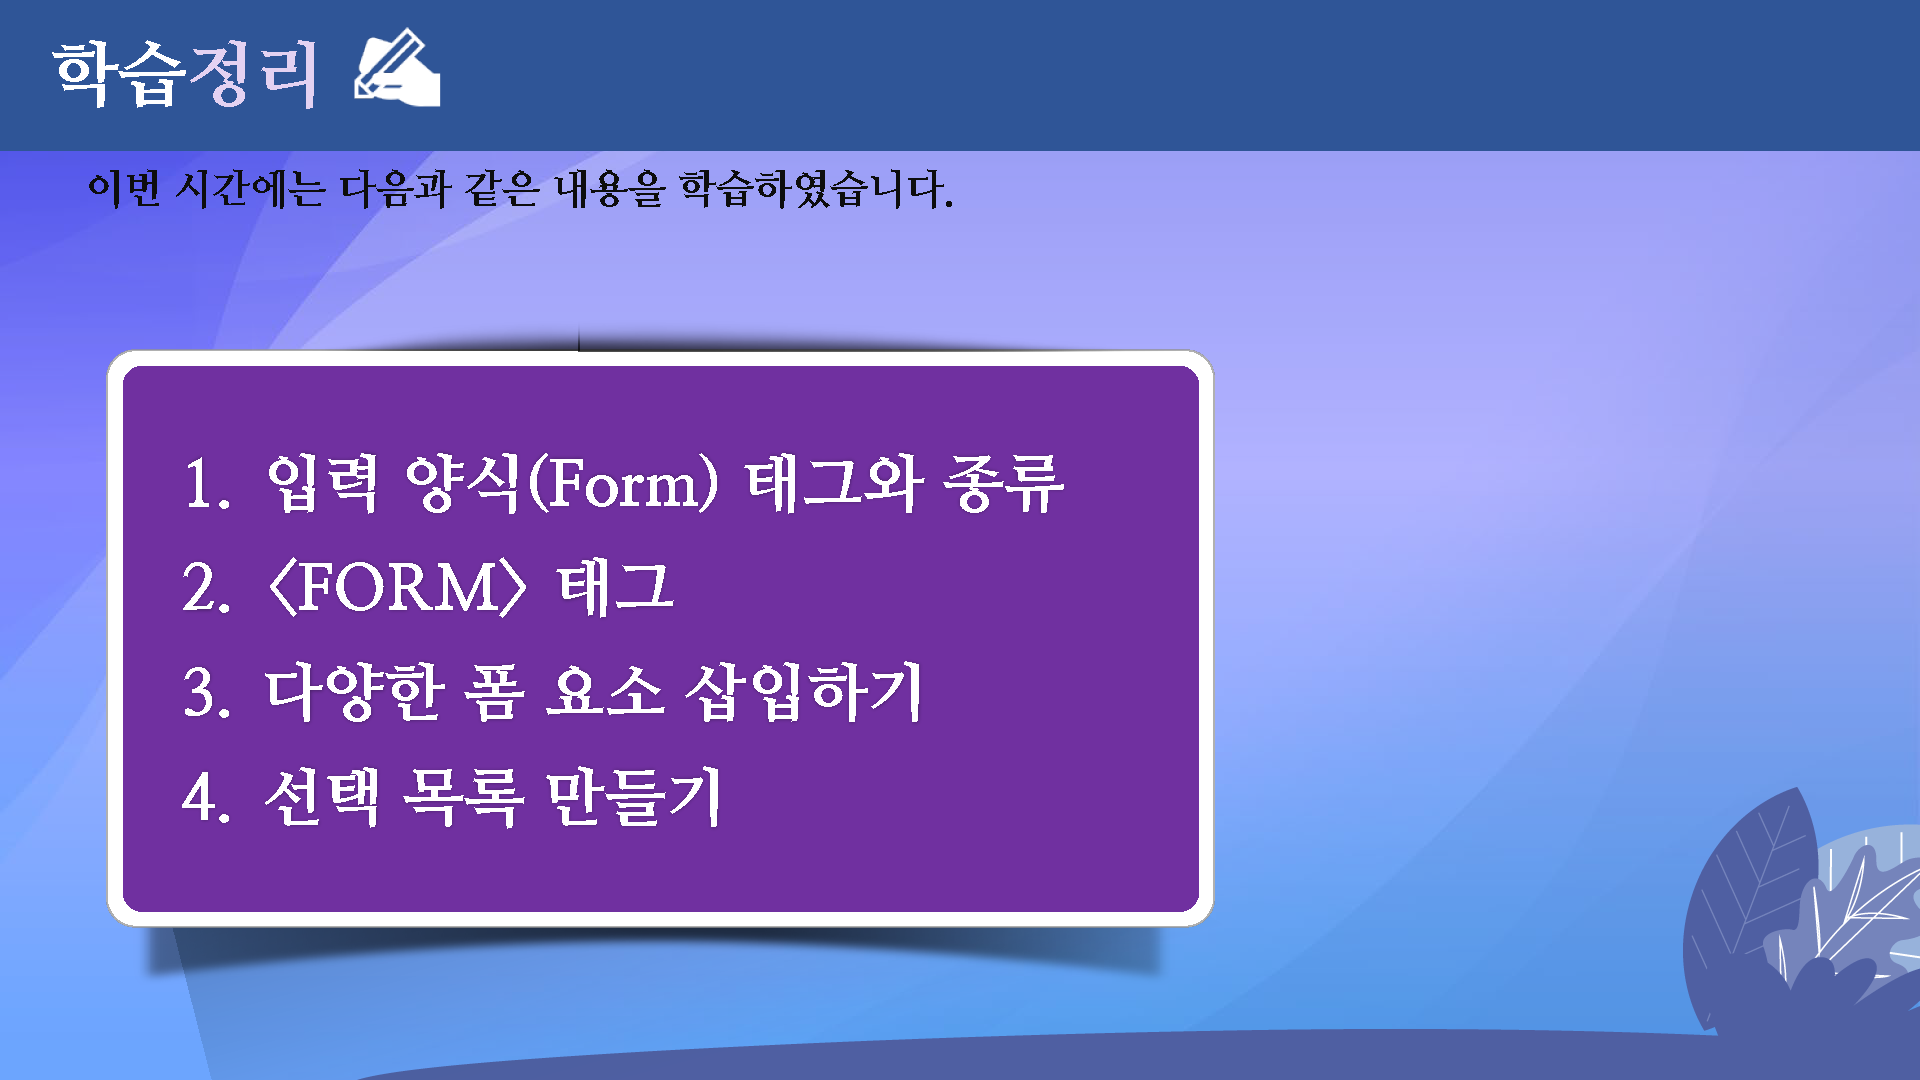 학습정리
이번 시간에는 다음과 같은 내용을 학습하였습니다.
1. 입력 양식(Form) 태그와 종류
2. <FORM> 태그
3. 다양한 폼 요소 삽입하기
4. 선택 목록 만들기